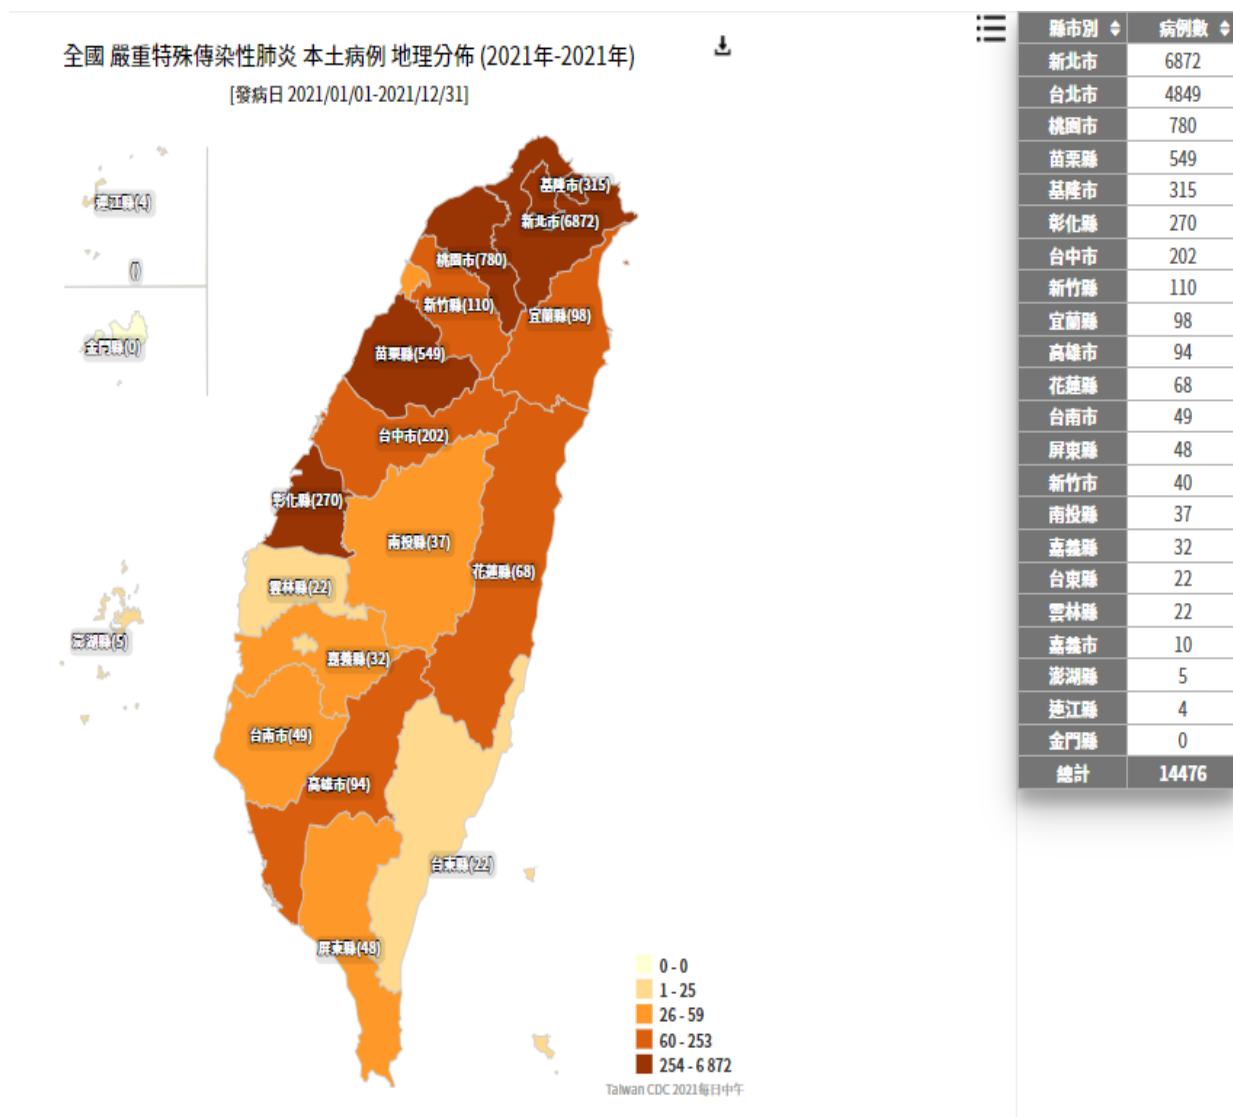 全國 嚴重特殊傳染性肺炎 本土病例 地理分佈 (2021年-2021年)
[發病日 2021/01/01-2021/12/31]
連江縣(4)
()
金門縣(0)
基隆市(315)
新北市(6872)
桃園市(780)
新竹縣(110)
宜蘭縣(98)
苗栗縣(549)
台中市(202)
彰化縣(270)
南投縣(37)
花蓮縣(68)
雲林縣(22)
澎湖縣(5)
嘉義縣(32)
台南市(49)
高雄市(94)
台東縣(22)
屏東縣(48)
0 - 0
1 - 25
26 - 59
60 - 253
254 - 6 872
Taiwan CDC 2021每日中午
縣市別 病例數
新北市 6872
台北市 4849
桃園市 780
苗栗縣 549
基隆市 315
彰化縣 270
台中市 202
新竹縣 110
宜蘭縣 98
高雄市 94
花蓮縣 68
台南市 49
屏東縣 48
新竹市 40
南投縣 37
嘉義縣 32
台東縣 22
雲林縣 22
嘉義市 10
澎湖縣 5
連江縣 4
金門縣 0
總計 14476